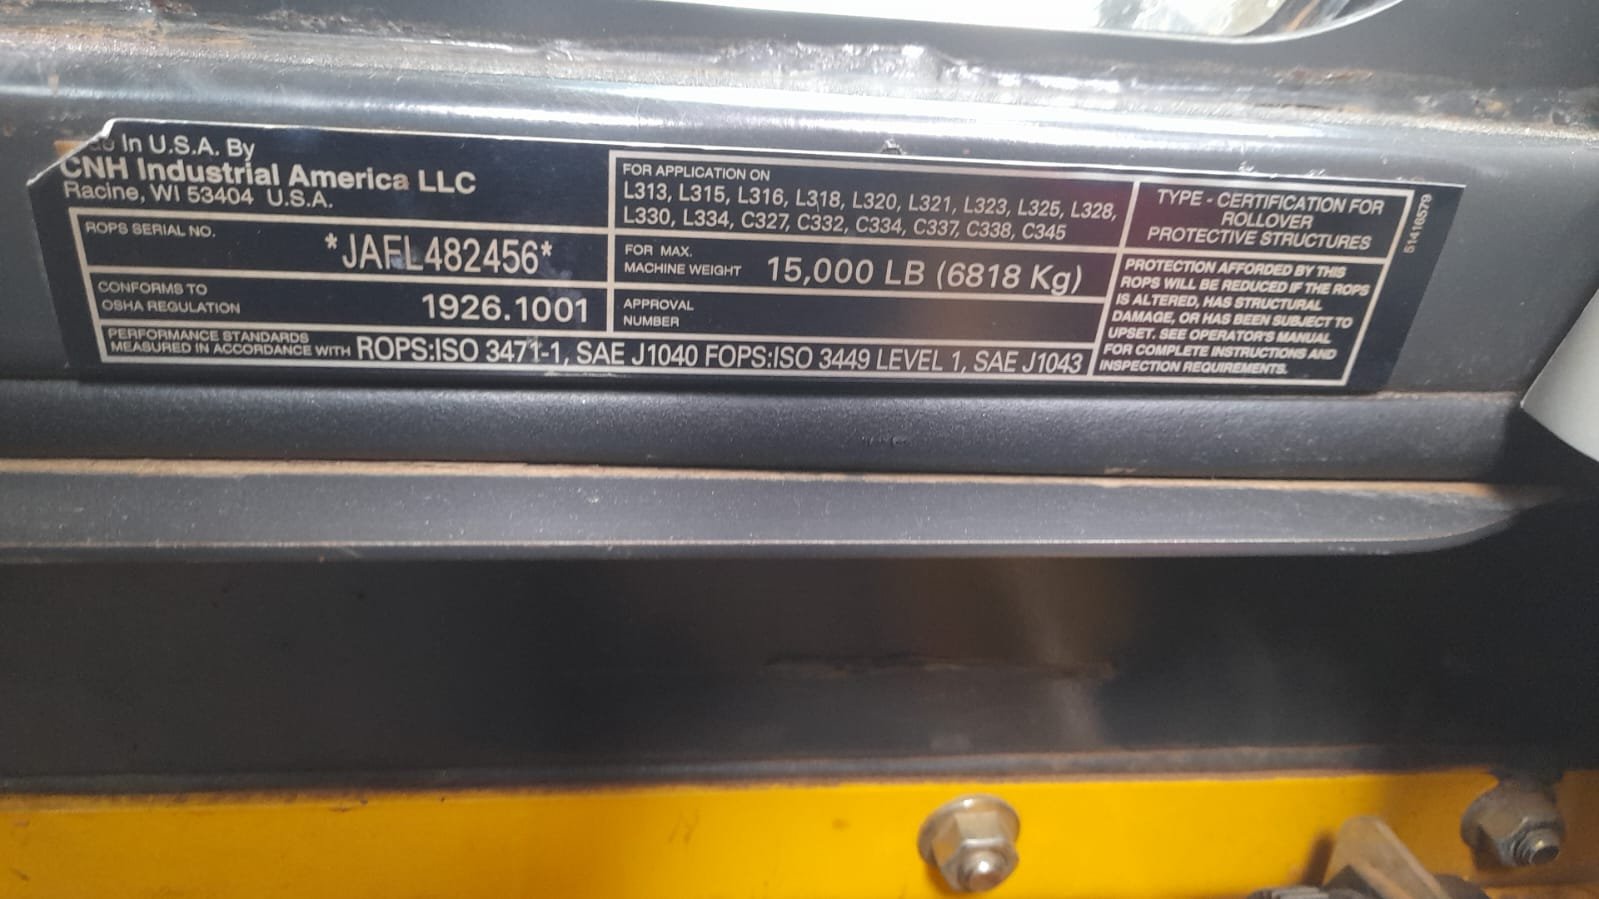 In U.S.A. By
CNH Industrial America LLC
Racine, WI 53404 U.S.A.
ROPS SERIAL NO.
*JAFL482456*
CONFORMS TO
OSHA REGULATION
1926.1001
FOR APPLICATION ON
L313, L315, L316, L318, L320, L321, L323, L325, L328,
L330, L334, C327, C332, C334, C337, C338, C345
FOR MAX.
MACHINE WEIGHT
15,000 LB (6818 Kg)
APPROVAL
NUMBER
PERFORMANCE STANDARDS
MEASURED IN ACCORDANCE WITH
ROPS:ISO 3471-1, SAE J1040 FOPS:ISO 3449 LEVEL 1, SAE J1043
TYPE - CERTIFICATION FOR
ROLLOVER
PROTECTIVE STRUCTURES
PROTECTION AFFORDED BY THIS
ROPS WILL BE REDUCED IF THE ROPS
IS ALTERED, HAS STRUCTURAL
DAMAGE, OR HAS BEEN SUBJECT TO
UPSET. SEE OPERATOR'S MANUAL
FOR COMPLETE INSTRUCTIONS AND
INSPECTION REQUIREMENTS.
51416579